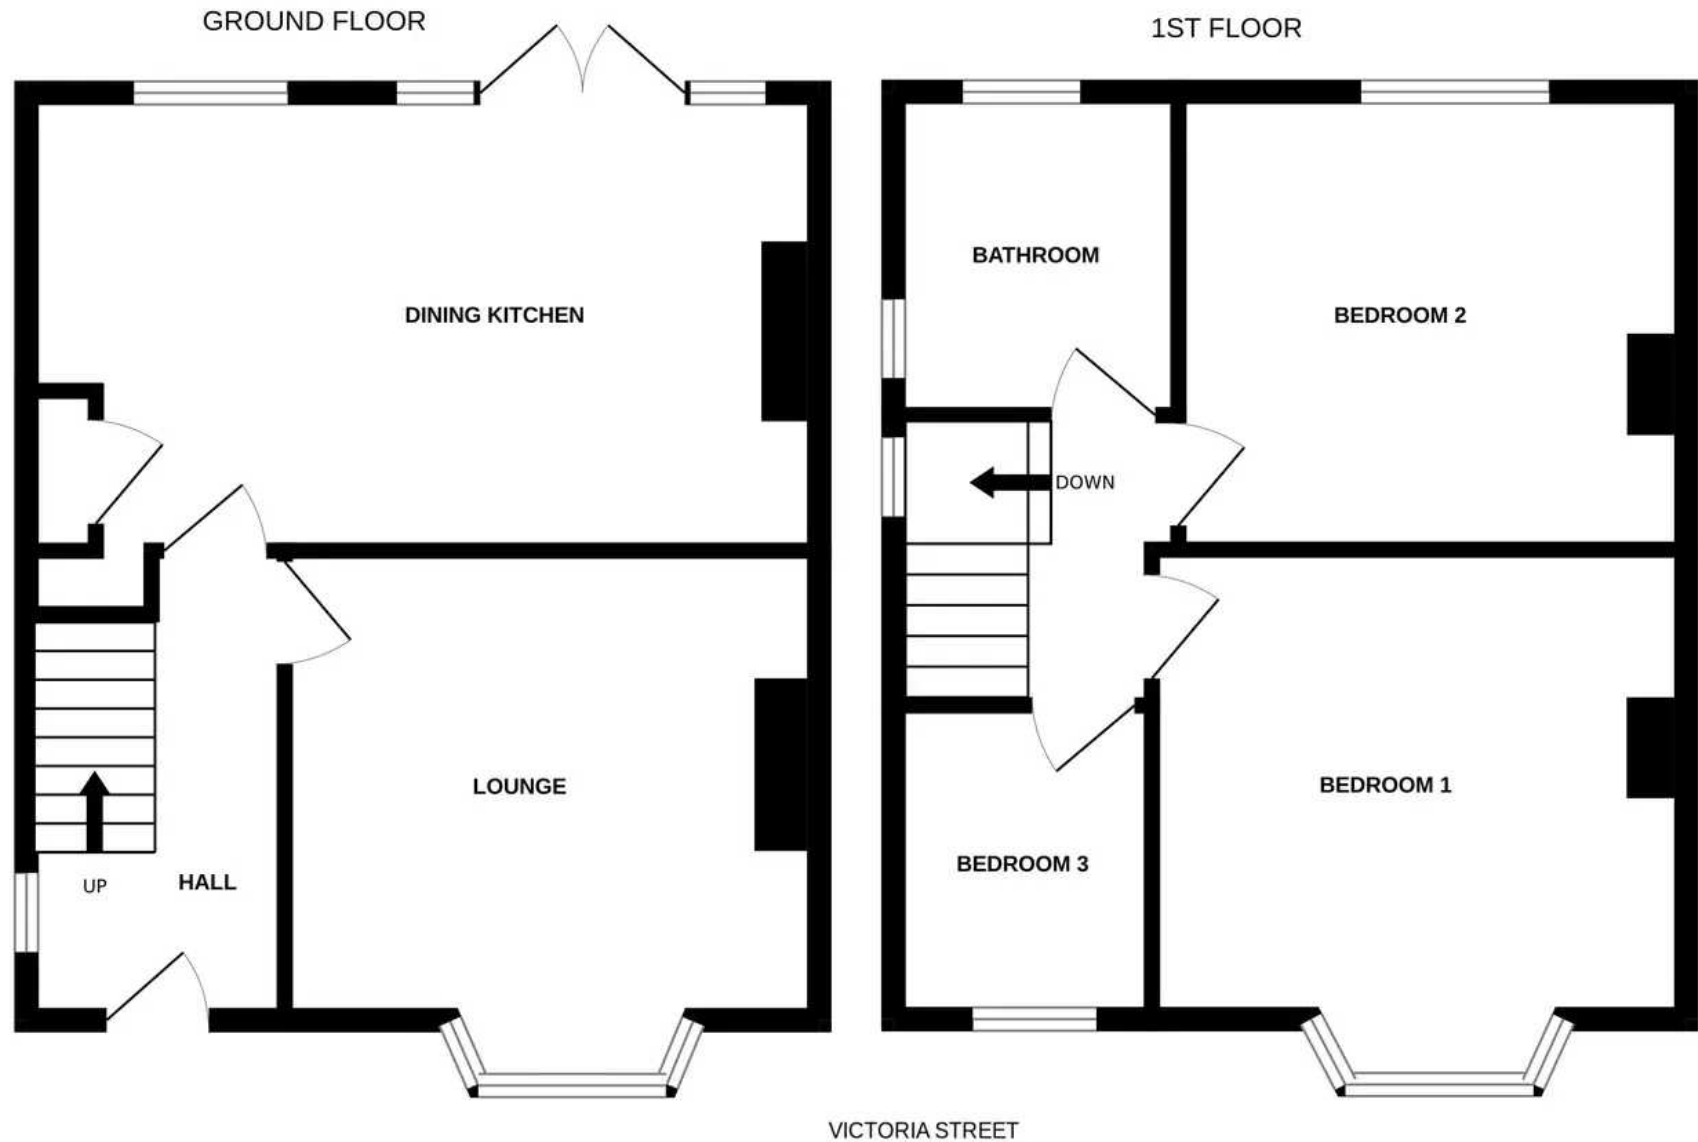 GROUND FLOOR
1ST FLOOR
DINING KITCHEN
LOUNGE
HALL
UP
BATHROOM
BEDROOM 2
DOWN
BEDROOM 1
BEDROOM 3
VICTORIA STREET